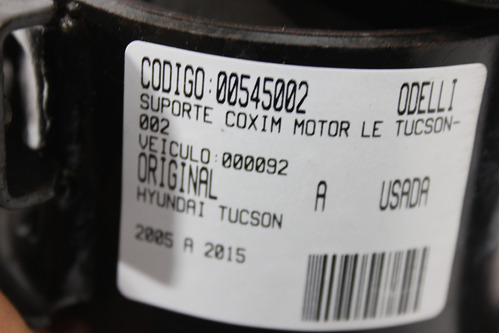 CODIGO:00545002 ODELLI
SUPORTE COXIM MOTOR LE TUCSON-
002
VEICULO:000092
ORIGINAL A USADA
HYUNDAI TUCSON
2005 A 2015